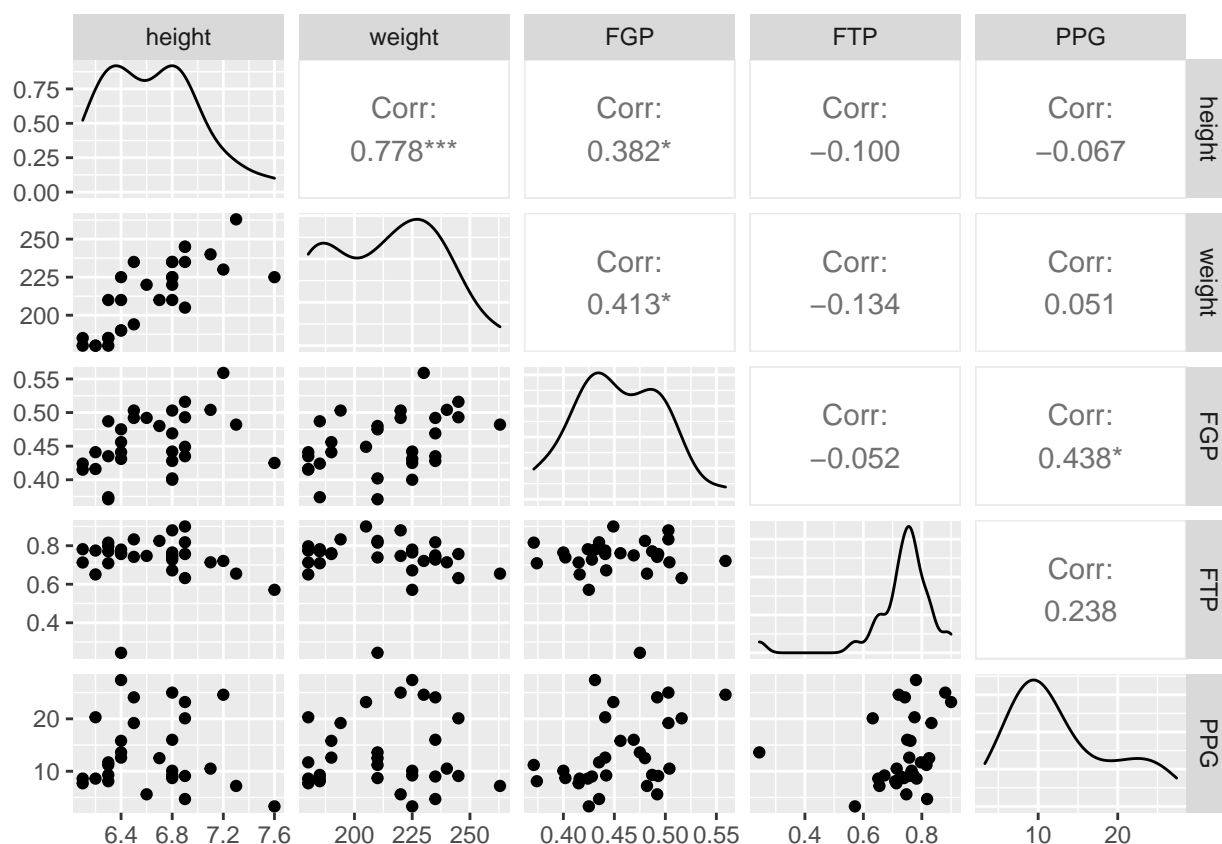 height weight FGP FTP PPG
0.75
0.50
0.25
0.00
Corr:
0.778***
Corr:
0.382*
Corr:
−0.100
Corr:
−0.067
height
250
225
200
Corr:
0.413*
Corr:
−0.134
Corr:
0.051
weight
0.55
0.50
0.45
0.40
Corr:
−0.052
Corr:
0.438*
FGP
0.8
0.6
0.4
Corr:
0.238
FTP
20
10
PPG
6.4 6.8 7.2 7.6 200 225 250 0.40 0.45 0.50 0.55 0.4 0.6 0.8 10 20